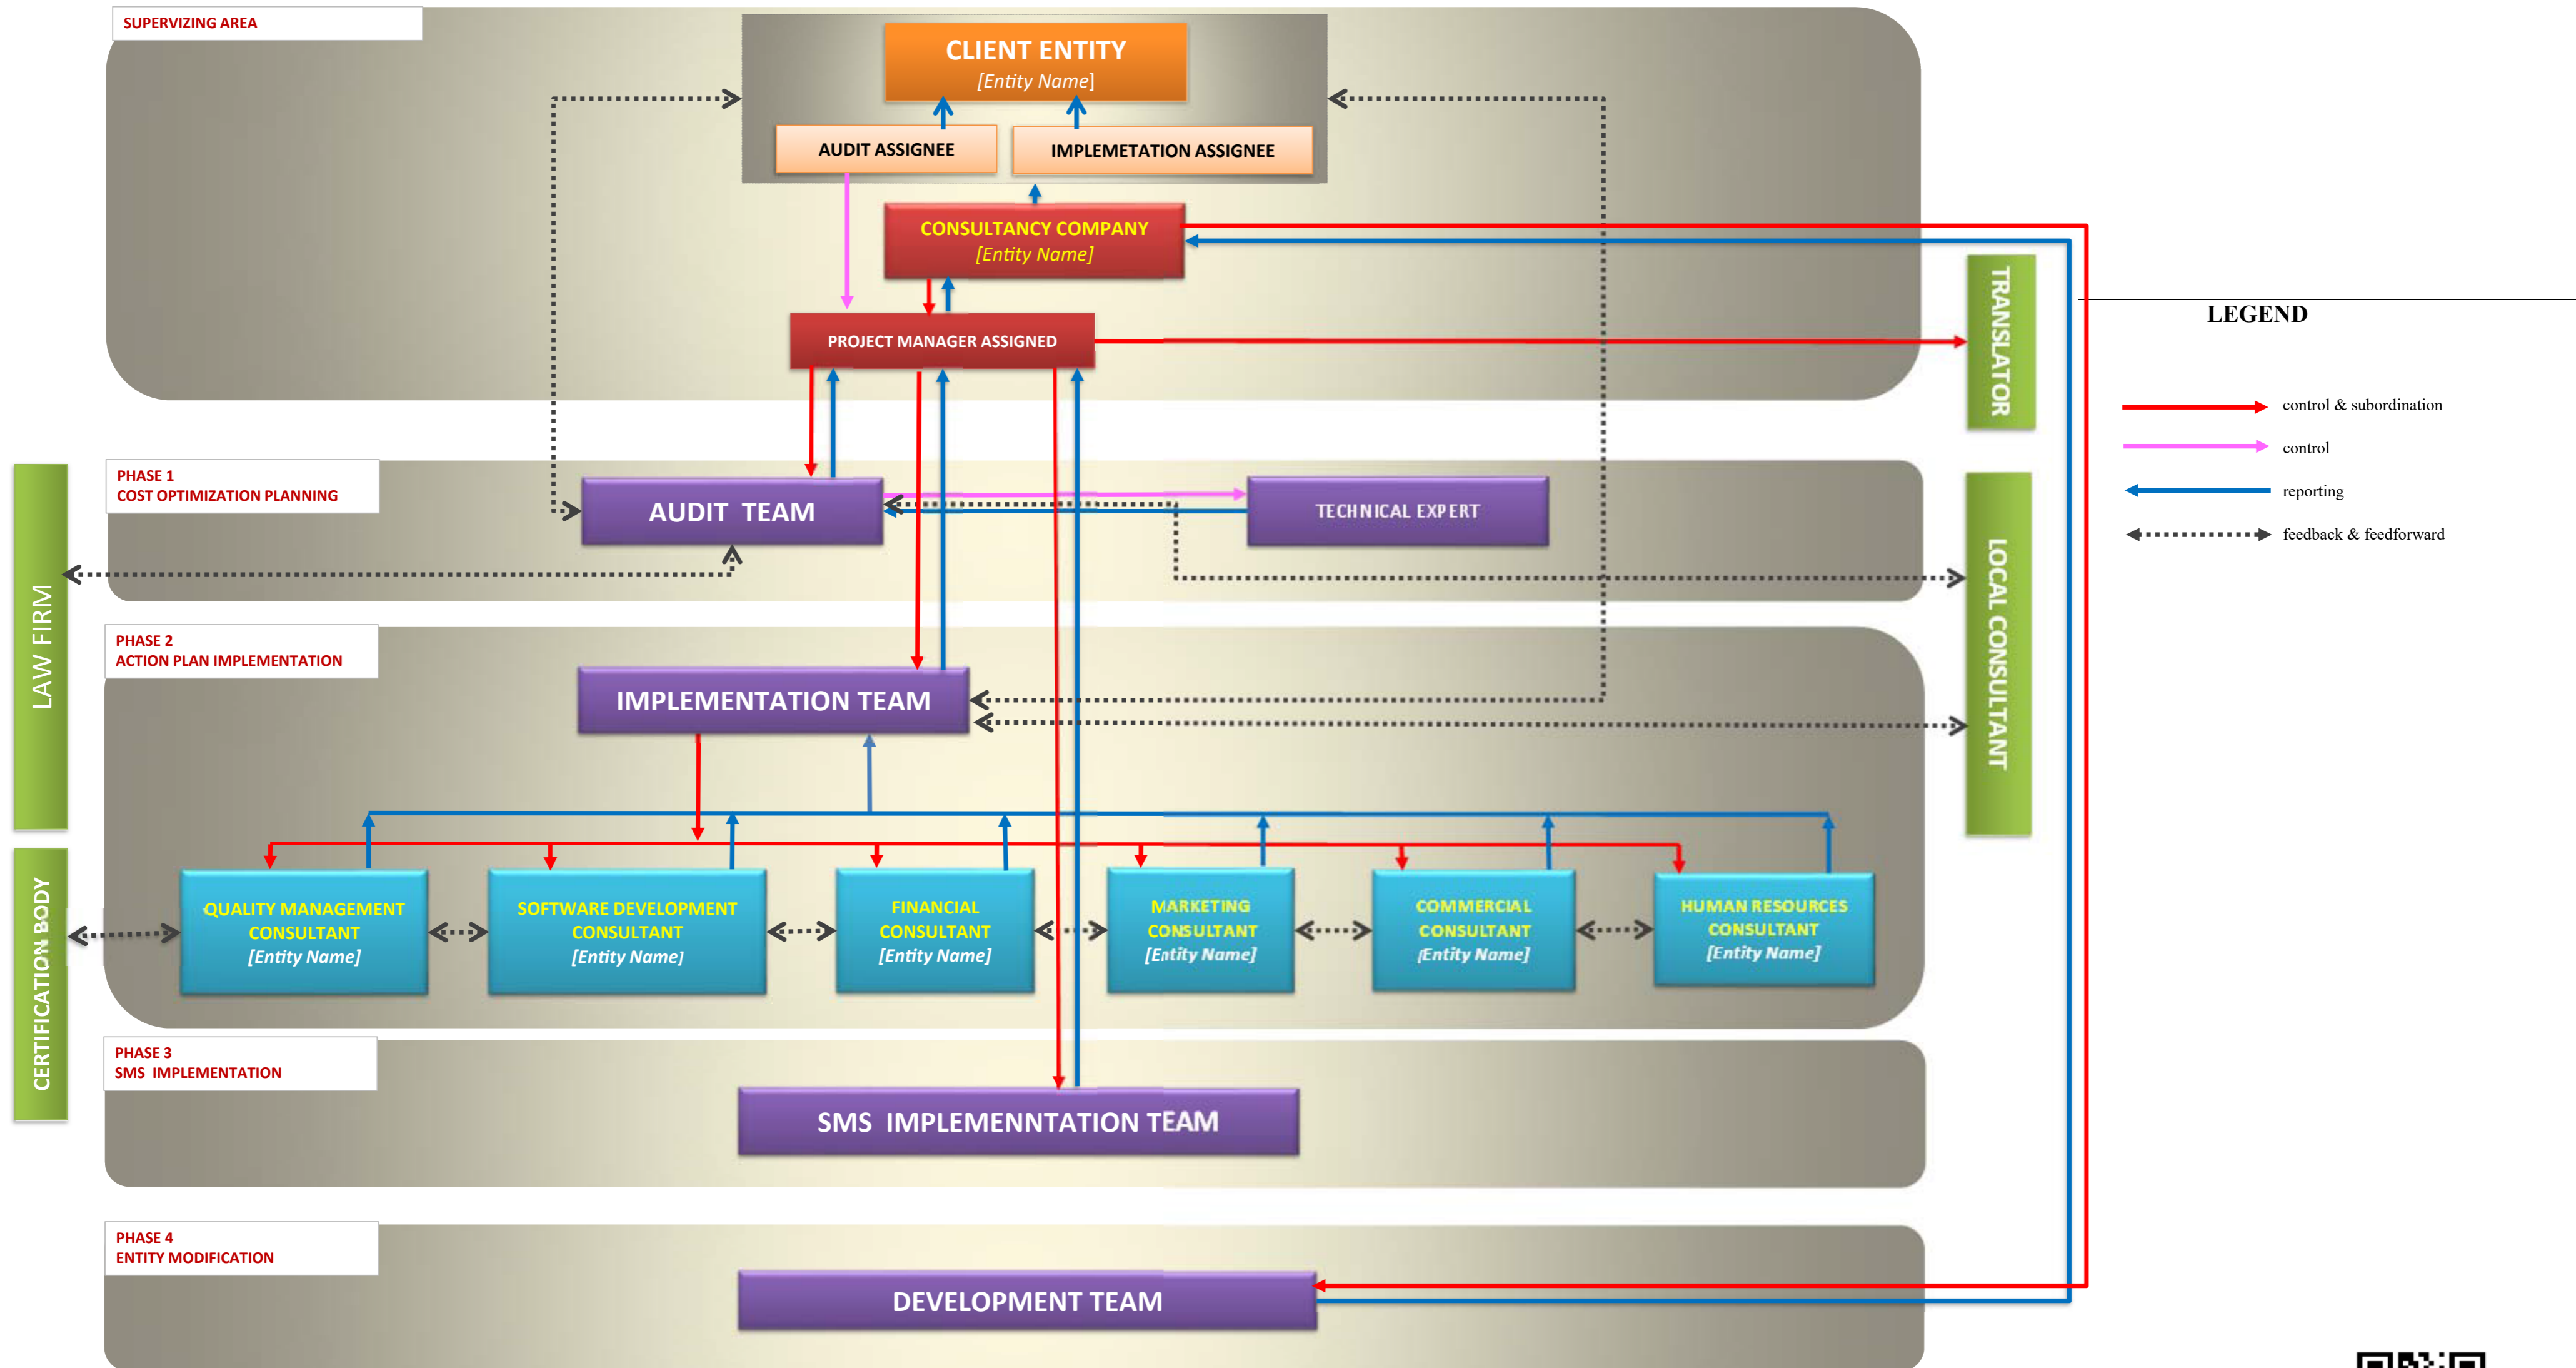 SUPERVIZING AREA
CLIENT ENTITY
[Entity Name]
AUDIT ASSIGNEE
IMPLEMETATION ASSIGNEE
CONSULTANCY COMPANY
[Entity Name]
PROJECT MANAGER ASSIGNED
TRANSLATOR
LEGEND
control & subordination
control
reporting
feedback & feedforward
PHASE 1
COST OPTIMIZATION PLANNING
AUDIT TEAM
TECHNICAL EXPERT
LAW FIRM
LOCAL CONSULTANT
PHASE 2
ACTION PLAN IMPLEMENTATION
IMPLEMENTATION TEAM
CERTIFICATION BODY
QUALITY MANAGEMENT
CONSULTANT
[Entity Name]
SOFTWARE DEVELOPMENT
CONSULTANT
[Entity Name]
FINANCIAL
CONSULTANT
[Entity Name]
MARKETING
CONSULTANT
[Entity Name]
COMMERCIAL
CONSULTANT
[Entity Name]
HUMAN RESOURCES
CONSULTANT
[Entity Name]
PHASE 3
SMS IMPLEMENTATION
SMS IMPLEMENNTATION TEAM
PHASE 4
ENTITY MODIFICATION
DEVELOPMENT TEAM